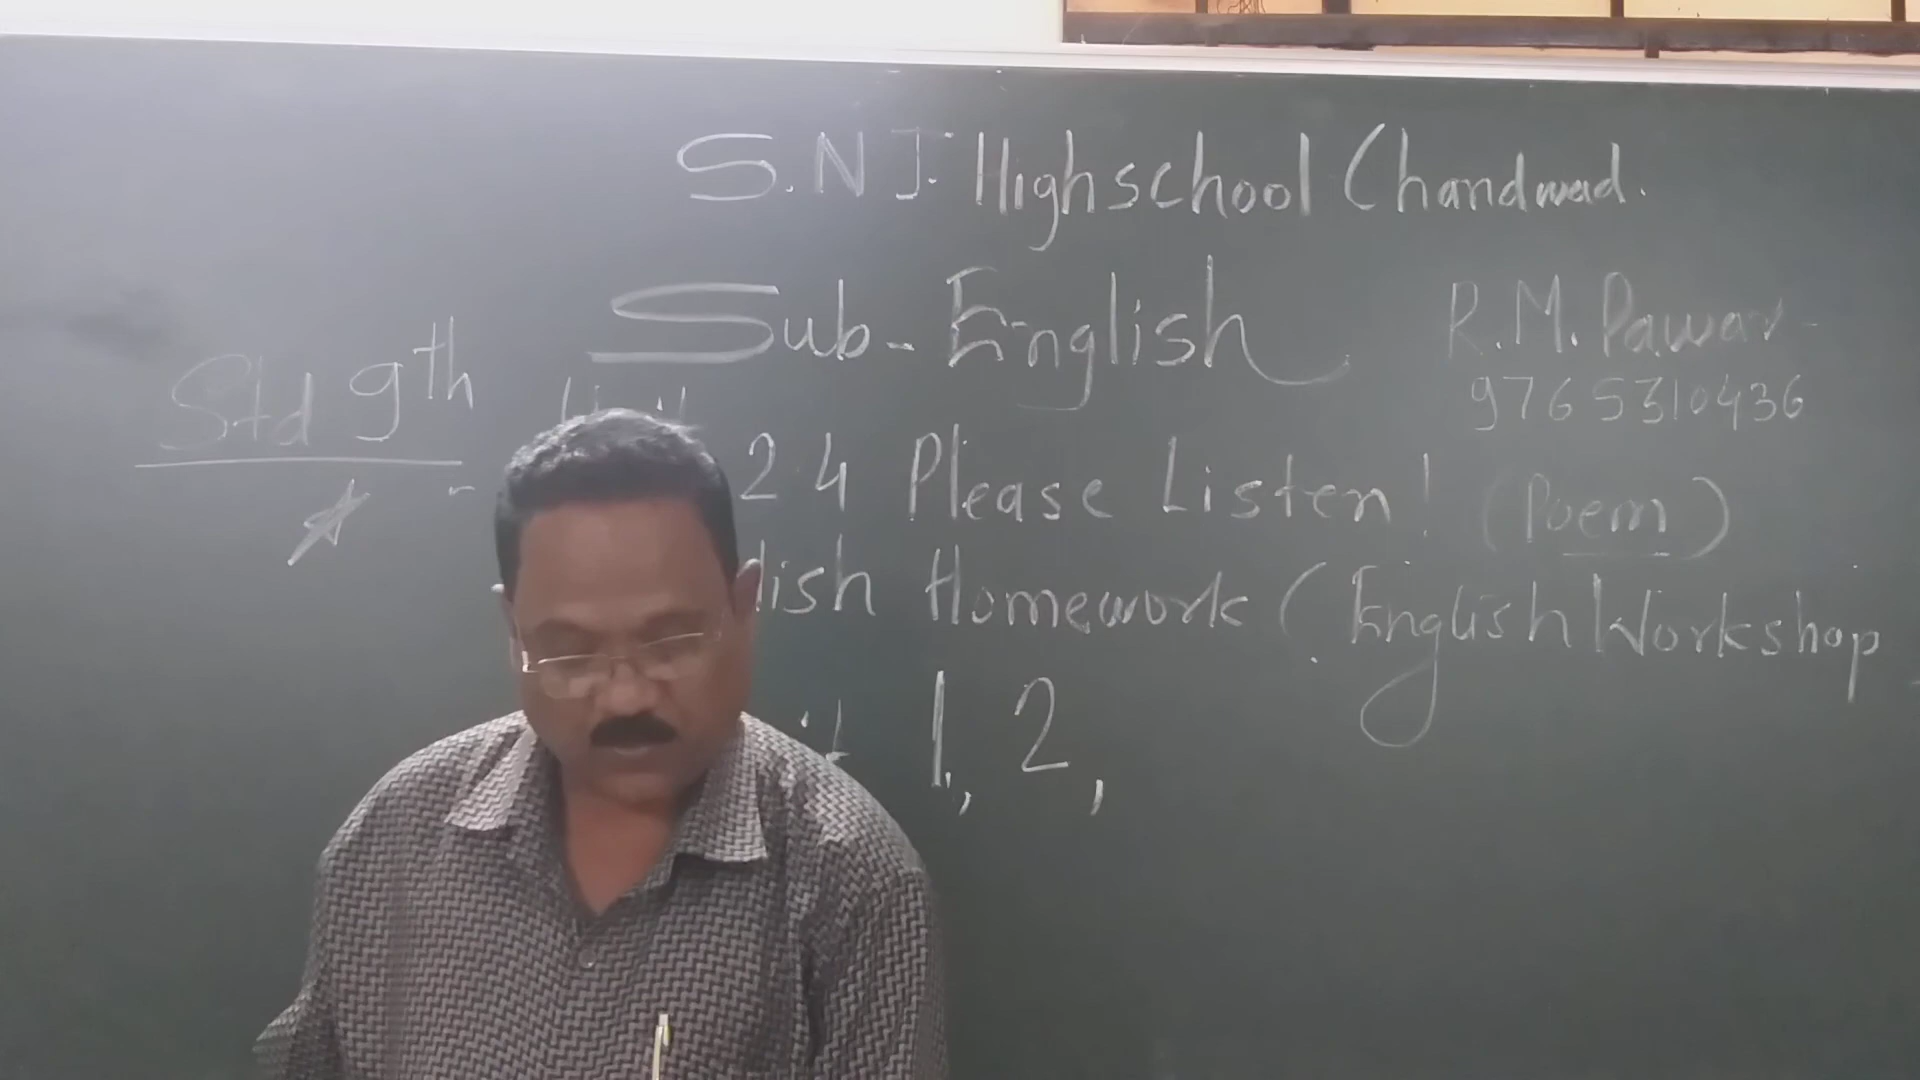 S.N.J. Highschool Chandwad.
Sub-English
R.M. Pawar
9765310436
Std 9th
2.4 Please Listen! (Poem)
lish Homework (English Workshop
1, 2,